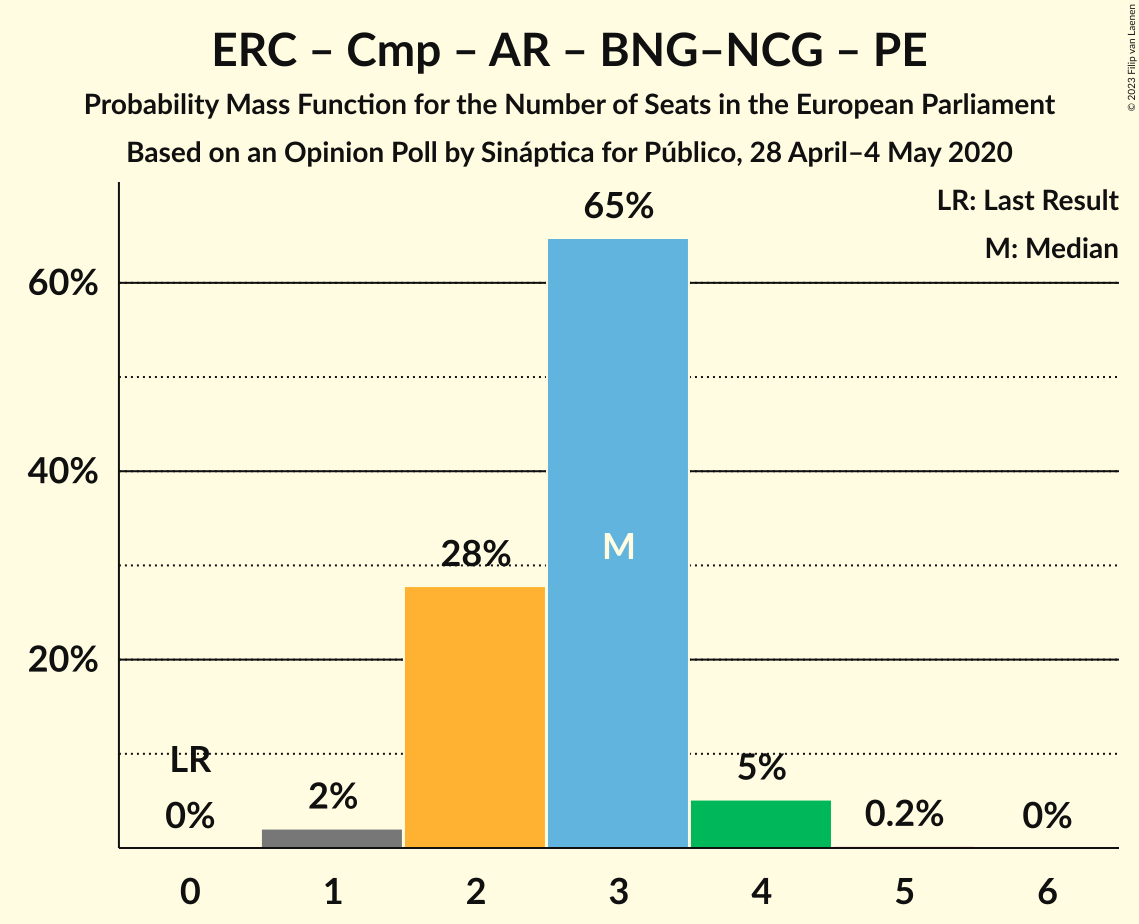 ERC – Cmp – AR – BNG–NCG – PE
Probability Mass Function for the Number of Seats in the European Parliament
Based on an Opinion Poll by Sináptica for Público, 28 April–4 May 2020
© 2023 Filip van Laenen
LR: Last Result
M: Median
65%
60%
40%
28%
M
20%
LR
0%
2%
5%
0.2%
0%
0 1 2 3 4 5 6